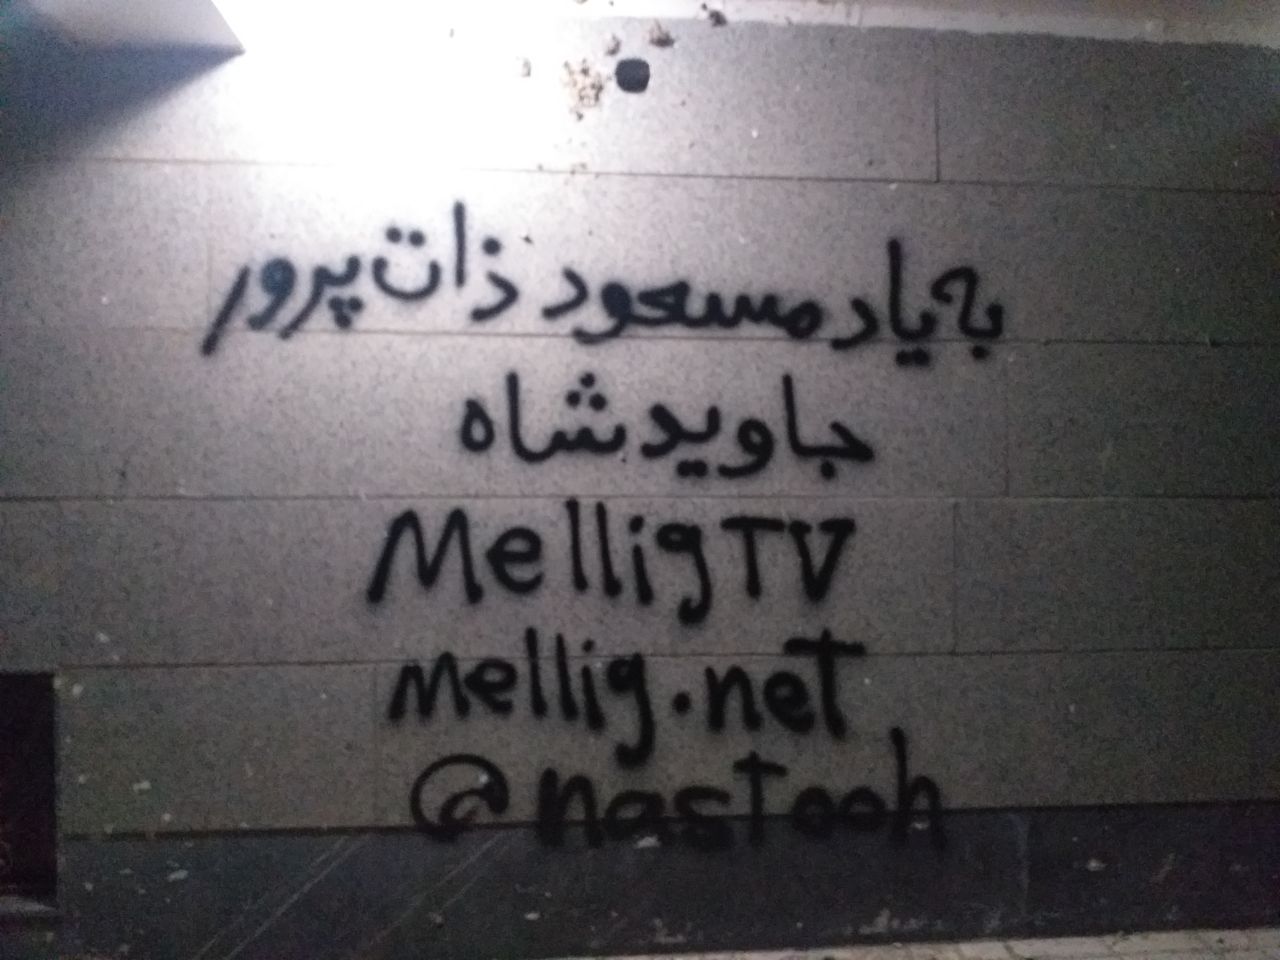 به یاد مسعود ذات پرور
جاوید شاه
MelligTV
mellig.net
@nastooh